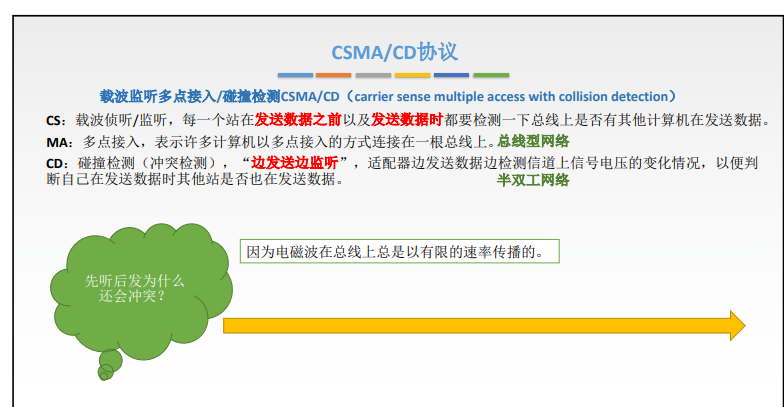 CSMA/CD协议
载波监听多点接入/碰撞检测CSMA/CD（carrier sense multiple access with collision detection）
CS：载波侦听/监听，每一个站在发送数据之前以及发送数据时都要检测一下总线上是否有其他计算机在发送数据。
MA：多点接入，表示许多计算机以多点接入的方式连接在一根总线上。总线型网络
CD：碰撞检测（冲突检测），“边发送边监听”，适配器边发送数据边检测信道上信号电压的变化情况，以便判
断自己在发送数据时其他站是否也在发送数据。 半双工网络
因为电磁波在总线上总是以有限的速率传播的。
先听后发为什么
还会冲突？